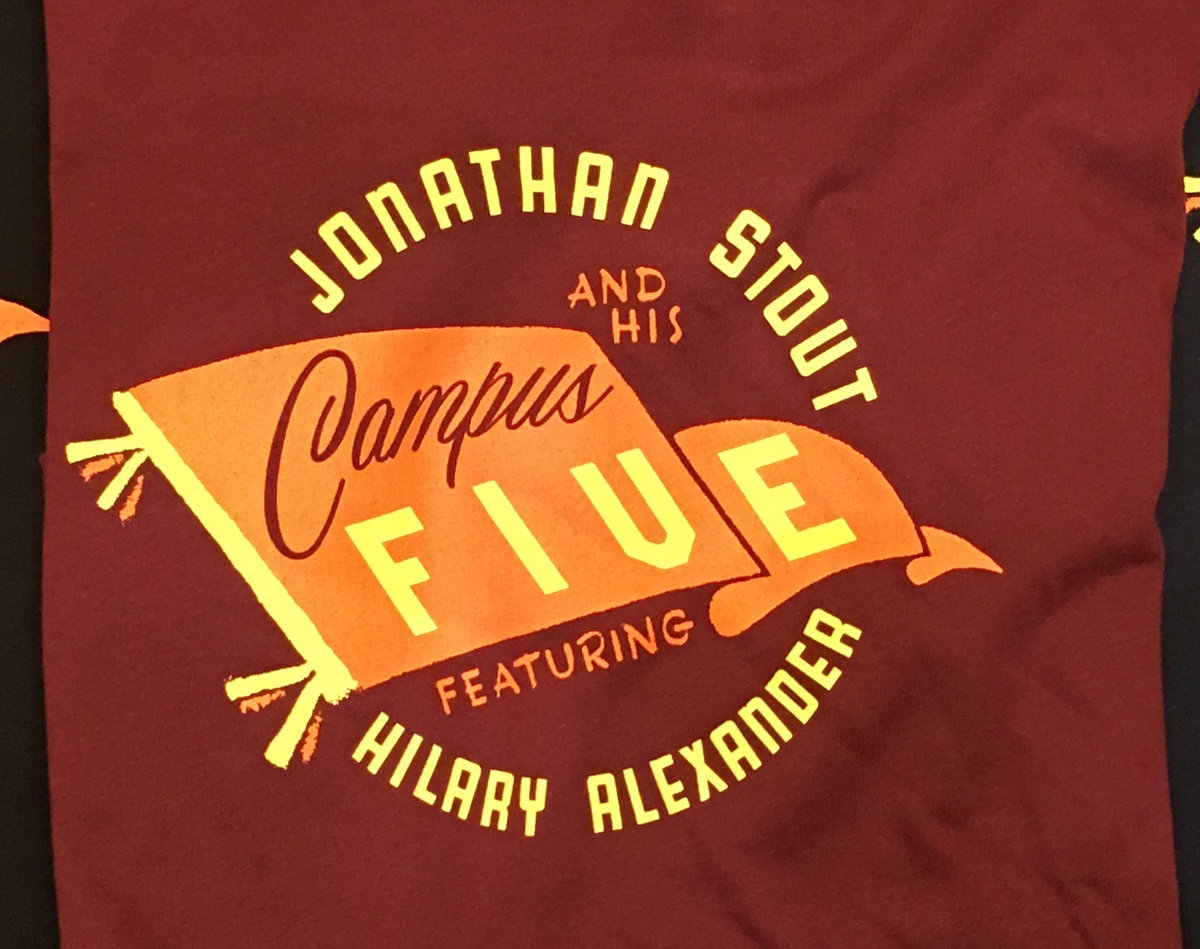 JONATHAN STOUT
AND
HIS
Campus
FIVE
FEATURING
HILARY ALEXANDER